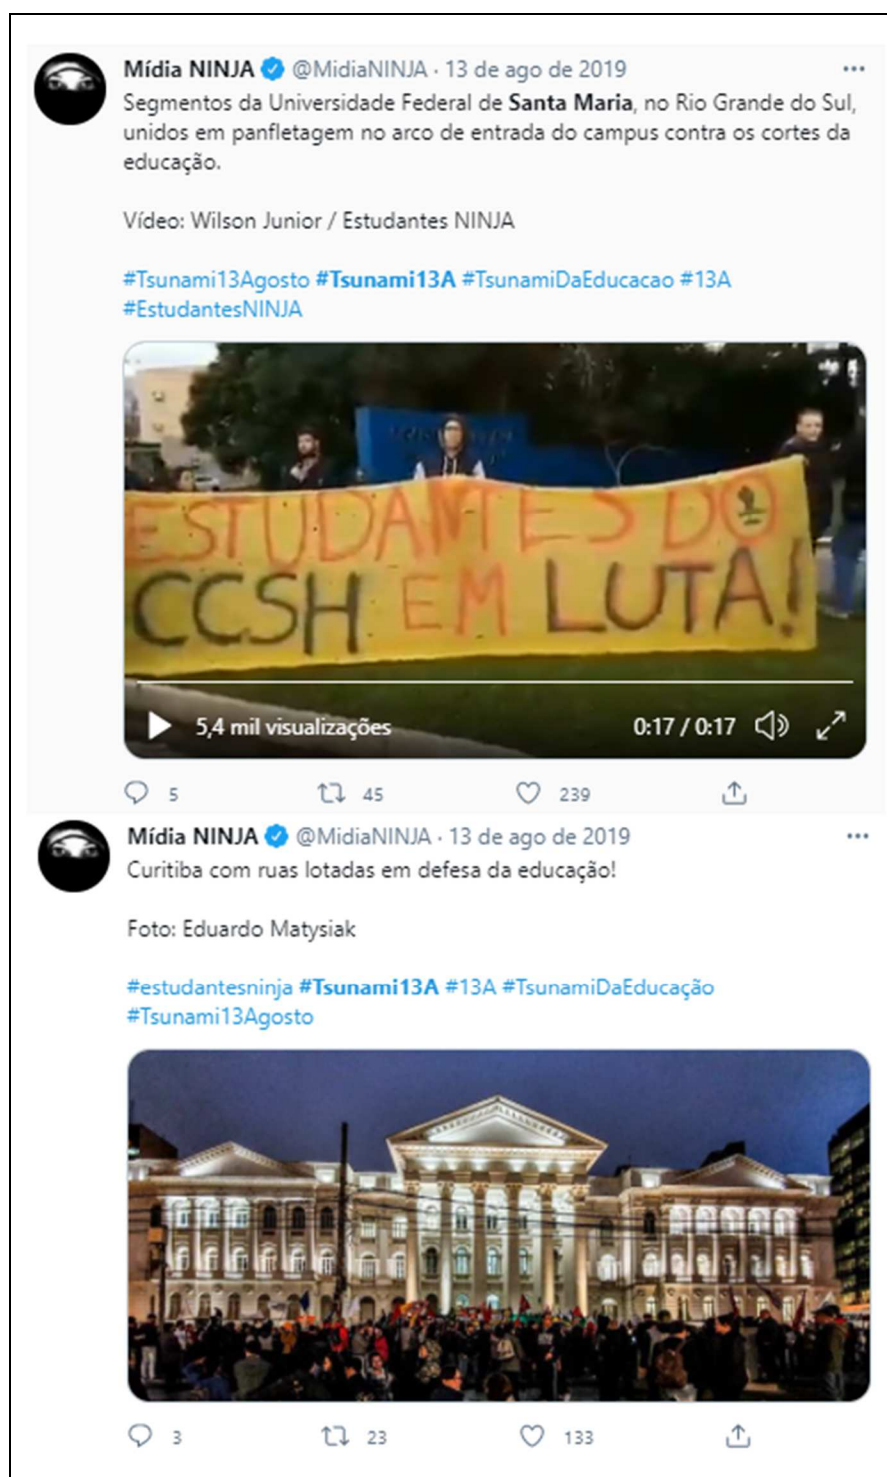 Mídia NINJA @MidiaNINJA · 13 de ago de 2019
Segmentos da Universidade Federal de Santa Maria, no Rio Grande do Sul,
unidos em panfletagem no arco de entrada do campus contra os cortes da
educação.
Vídeo: Wilson Junior / Estudantes NINJA
#Tsunami13Agosto #Tsunami13A #TsunamiDaEducacao #13A
#EstudantesNINJA
ESTUDANTES DO
CCSH EM LUTA!
5,4 mil visualizações 0:17 / 0:17
5 45 239
Mídia NINJA @MidiaNINJA · 13 de ago de 2019
Curitiba com ruas lotadas em defesa da educação!
Foto: Eduardo Matysiak
#estudantesninja #Tsunami13A #13A #TsunamiDaEducação
#Tsunami13Agosto
3 23 133